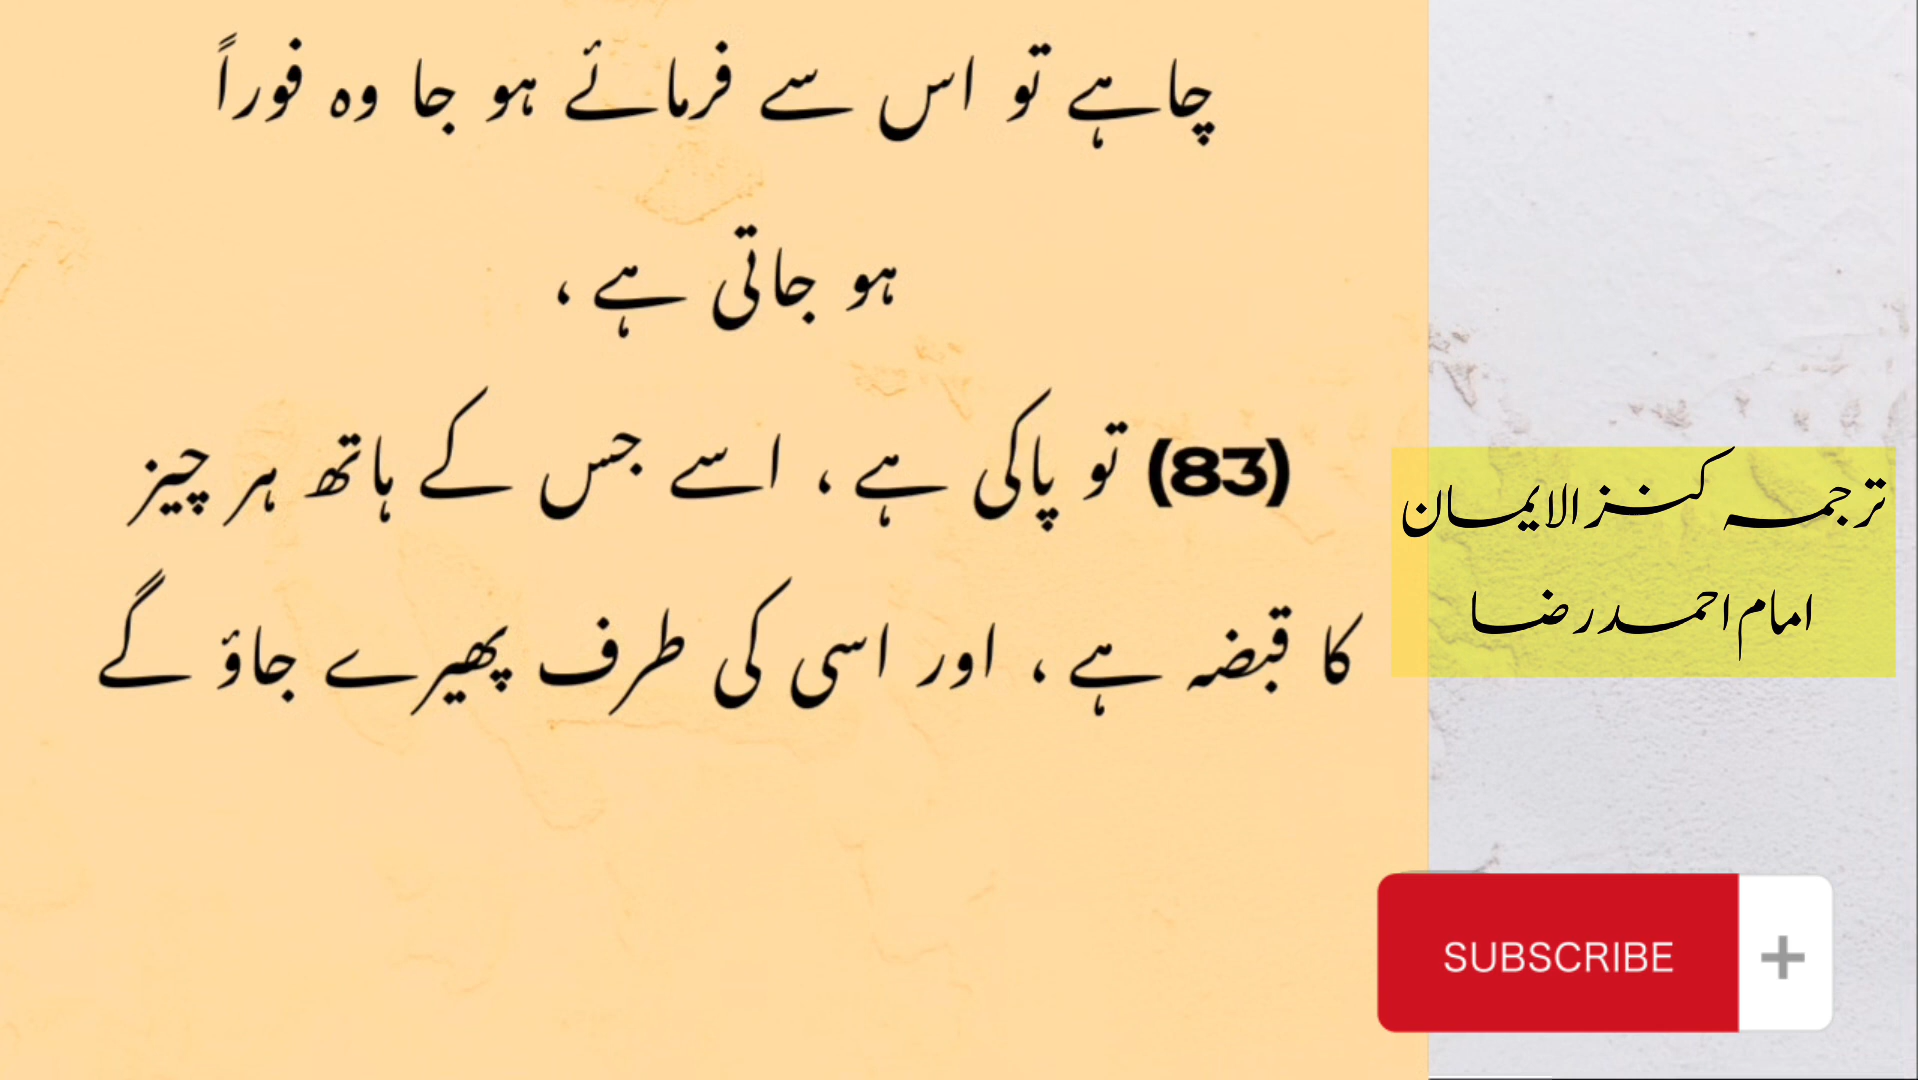 چاہے تو اس سے فرمائے ہو جا وہ فوراً
ہو جاتی ہے ،
(83) تو پاکی ہے ، اسے جس کے ہاتھ ہر چیز
کا قبضہ ہے ، اور اسی کی طرف پھیرے جاؤ گے
ترجمہ کنزالایمان
امام احمد رضا
SUBSCRIBE +